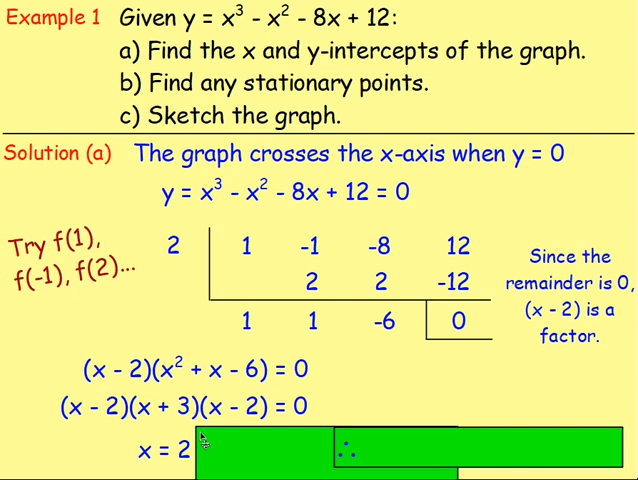 Example 1 Given y = x³ - x² - 8x + 12:
a) Find the x and y-intercepts of the graph.
b) Find any stationary points.
c) Sketch the graph.
Solution (a) The graph crosses the x-axis when y = 0
y = x³ - x² - 8x + 12 = 0
Try f(1),
f(-1), f(2)...
2 1 -1 -8 12
2 2 -12
1 1 -6 0
Since the
remainder is 0,
(x - 2) is a
factor.
(x - 2)(x² + x - 6) = 0
(x - 2)(x + 3)(x - 2) = 0
x = 2 ∴